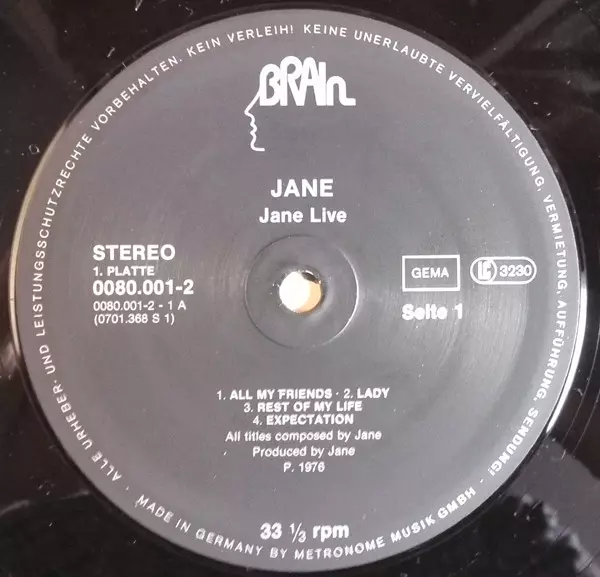 ALLE URHEBER- UND LEISTUNGSSCHUTZRECHTE VORBEHALTEN. KEIN VERLEIH! KEINE UNERLAUBTE VERVIELFÄLTIGUNG, VERMIETUNG, AUFFÜHRUNG, SENDUNG!
BRAIN
JANE
Jane Live
STEREO
1. PLATTE
0080.001-2
0080.001-2 - 1 A
(0701.368 S 1)
GEMA
LC 3230
Seite 1
1. ALL MY FRIENDS · 2. LADY
3. REST OF MY LIFE
4. EXPECTATION
All titles composed by Jane
Produced by Jane
P. 1976
33 1/3 rpm
· MADE IN GERMANY BY METRONOME MUSIK GMBH ·